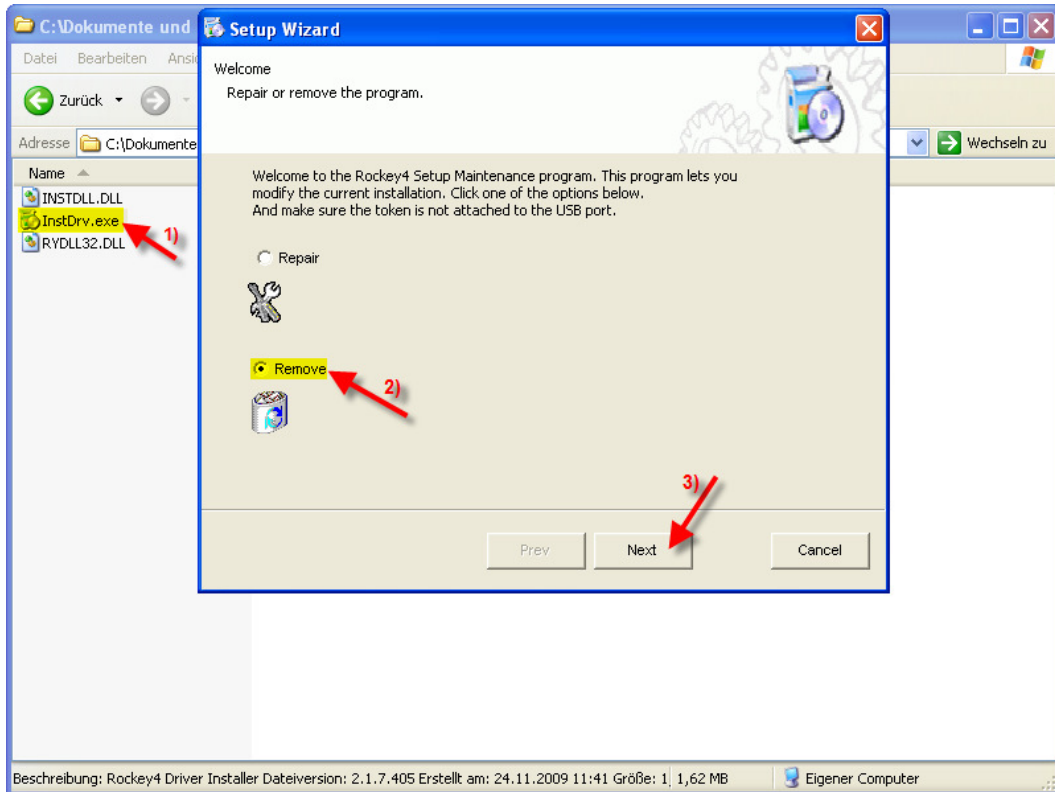 C:\Dokumente und
Setup Wizard
Datei Bearbeiten Ansi
Zurück
Adresse C:\Dokumente
Wechseln zu
Name
INSTDLL.DLL
InstDrv.exe
RYDLL32.DLL
1)
Welcome
Repair or remove the program.
Welcome to the Rockey4 Setup Maintenance program. This program lets you
modify the current installation. Click one of the options below.
And make sure the token is not attached to the USB port.
Repair
Remove
2)
3)
Prev Next Cancel
Beschreibung: Rockey4 Driver Installer Dateiversion: 2.1.7.405 Erstellt am: 24.11.2009 11:41 Größe: 1 1,62 MB Eigener Computer